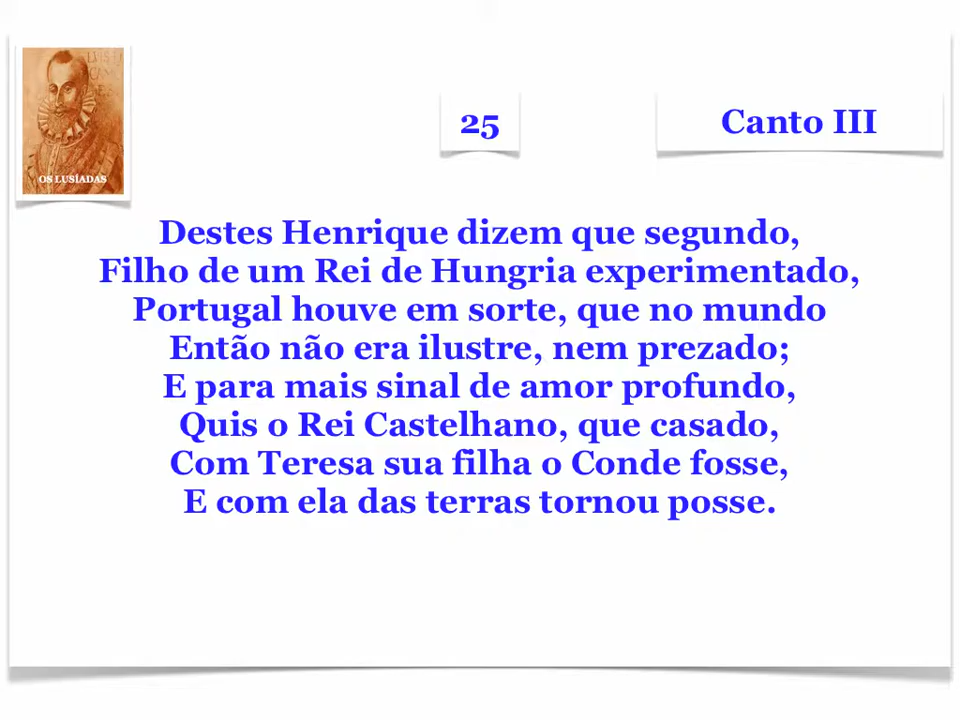 OS LUSÍADAS
25
Canto III
Destes Henrique dizem que segundo,
Filho de um Rei de Hungria experimentado,
Portugal houve em sorte, que no mundo
Então não era ilustre, nem prezado;
E para mais sinal de amor profundo,
Quis o Rei Castelhano, que casado,
Com Teresa sua filha o Conde fosse,
E com ela das terras tornou posse.